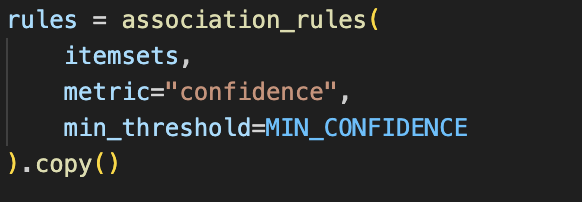 rules = association_rules(
    itemsets,
    metric="confidence",
    min_threshold=MIN_CONFIDENCE
).copy()